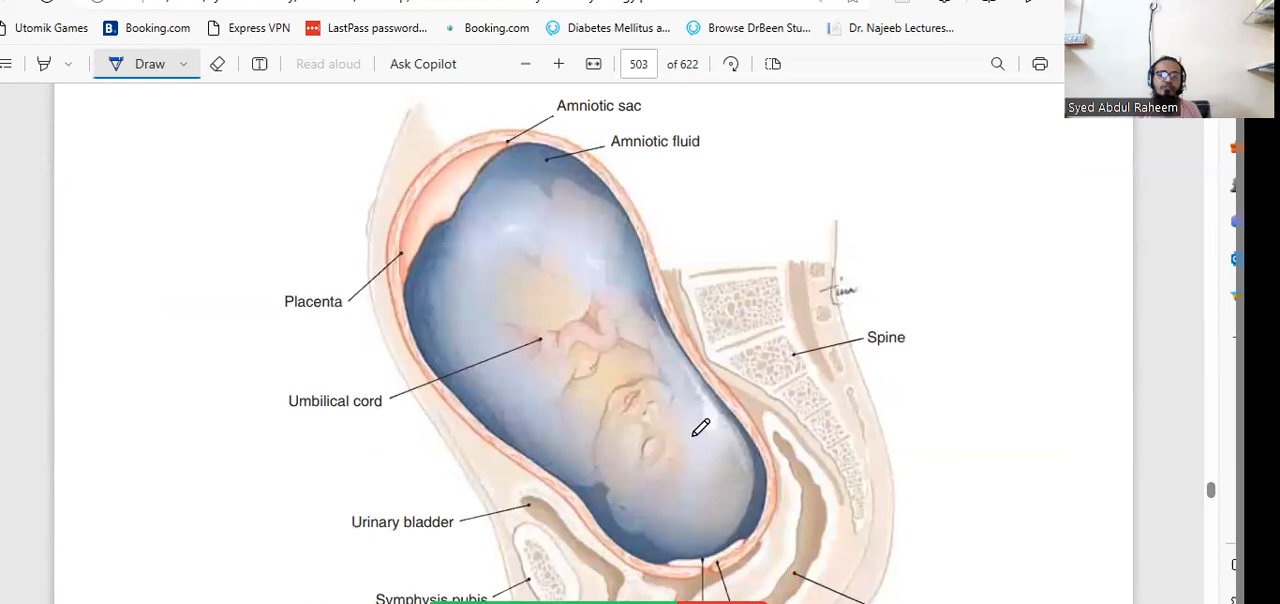 Utomik Games
Booking.com
Express VPN
LastPass password...
Booking.com
Diabetes Mellitus a...
Browse DrBeen Stu...
Dr. Najeeb Lectures...
Draw
Read aloud
Ask Copilot
503
of 622
Syed Abdul Raheem
Amniotic sac
Amniotic fluid
Placenta
Spine
Umbilical cord
Urinary bladder
Symphysis pubis